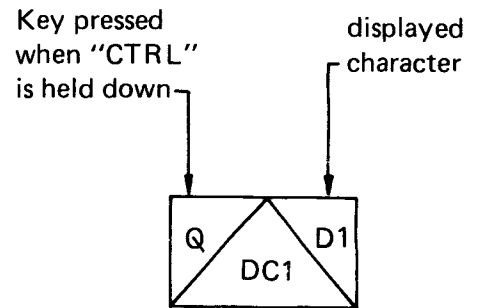 Key pressed
when "CTRL"
is held down
displayed
character
Q
D1
DC1